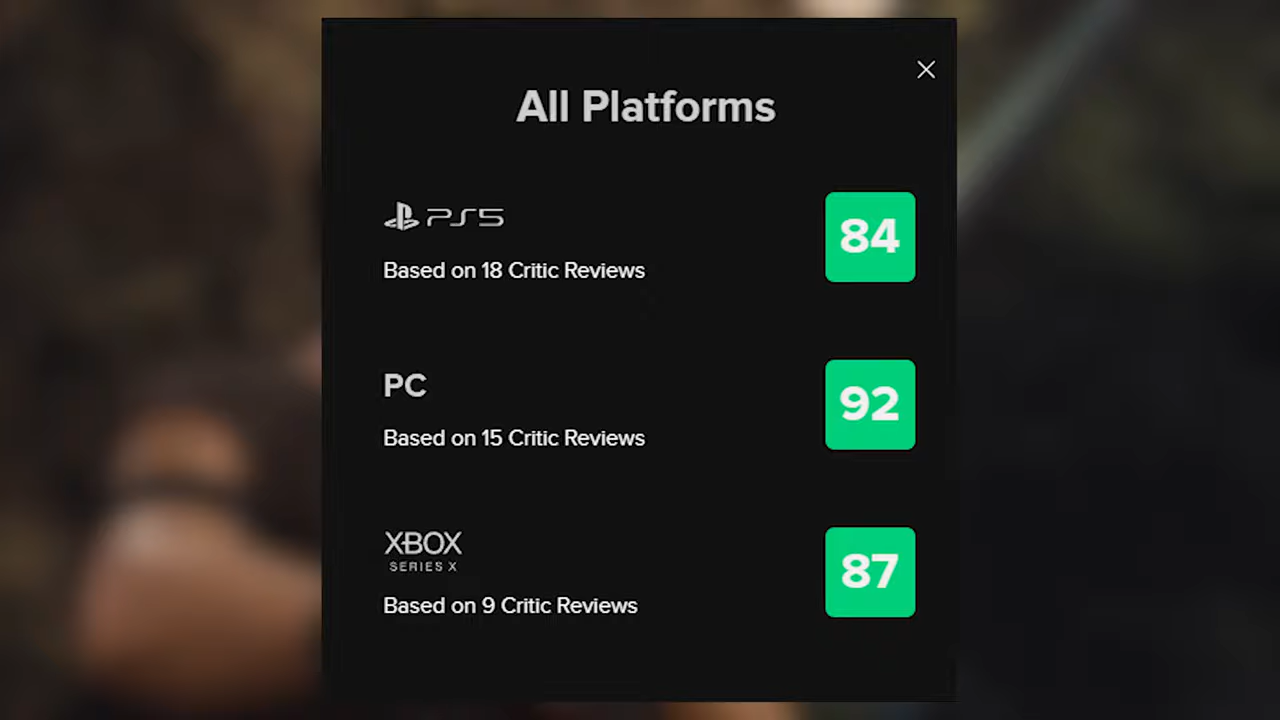 All Platforms
PS5
Based on 18 Critic Reviews
84
PC
Based on 15 Critic Reviews
92
XBOX
SERIES X
Based on 9 Critic Reviews
87